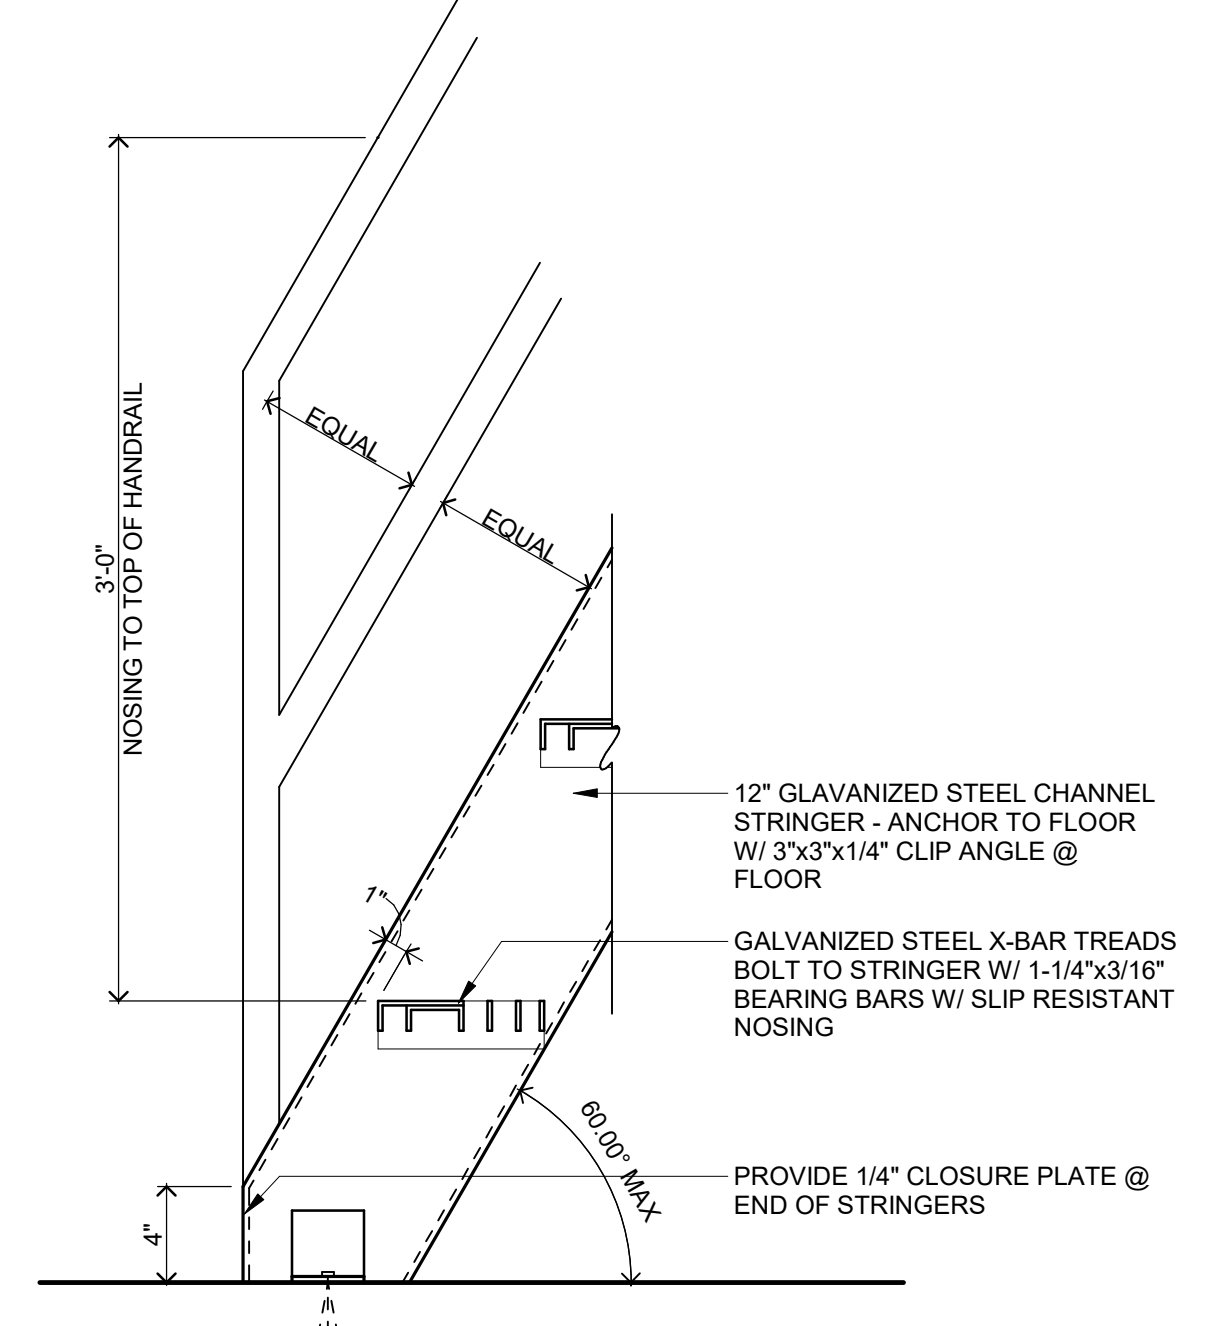 3'-0"
NOSING TO TOP OF HANDRAIL
EQUAL
EQUAL
12" GLAVANIZED STEEL CHANNEL
STRINGER - ANCHOR TO FLOOR
W/ 3"x3"x1/4" CLIP ANGLE @
FLOOR
1"
GALVANIZED STEEL X-BAR TREADS
BOLT TO STRINGER W/ 1-1/4"x3/16"
BEARING BARS W/ SLIP RESISTANT
NOSING
60.00° MAX
PROVIDE 1/4" CLOSURE PLATE @
END OF STRINGERS
4"